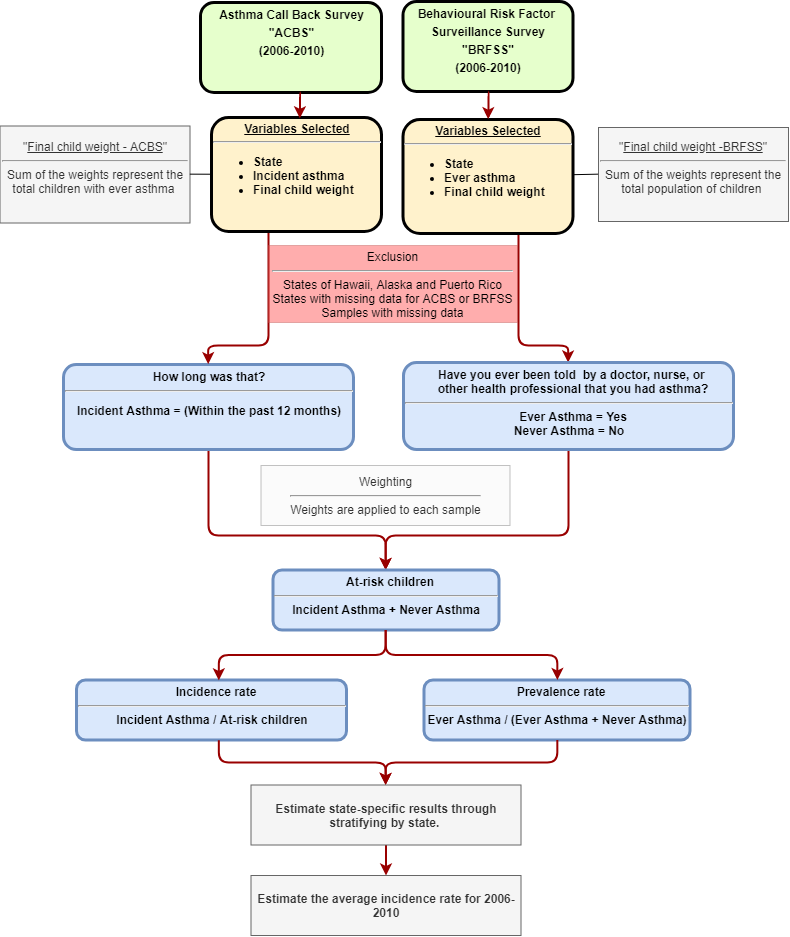 Asthma Call Back Survey
"ACBS"
(2006-2010)
Behavioural Risk Factor
Surveillance Survey
"BRFSS"
(2006-2010)
"Final child weight - ACBS"
Sum of the weights represent the
total children with ever asthma
Variables Selected
State
Incident asthma
Final child weight
Variables Selected
State
Ever asthma
Final child weight
"Final child weight -BRFSS"
Sum of the weights represent the
total population of children
Exclusion
States of Hawaii, Alaska and Puerto Rico
States with missing data for ACBS or BRFSS
Samples with missing data
How long was that?
Incident Asthma = (Within the past 12 months)
Have you ever been told  by a doctor, nurse, or
other health professional that you had asthma?
Ever Asthma = Yes
Never Asthma = No
Weighting
Weights are applied to each sample
At-risk children
Incident Asthma + Never Asthma
Incidence rate
Incident Asthma / At-risk children
Prevalence rate
Ever Asthma / (Ever Asthma + Never Asthma)
Estimate state-specific results through
stratifying by state.
Estimate the average incidence rate for 2006-
2010